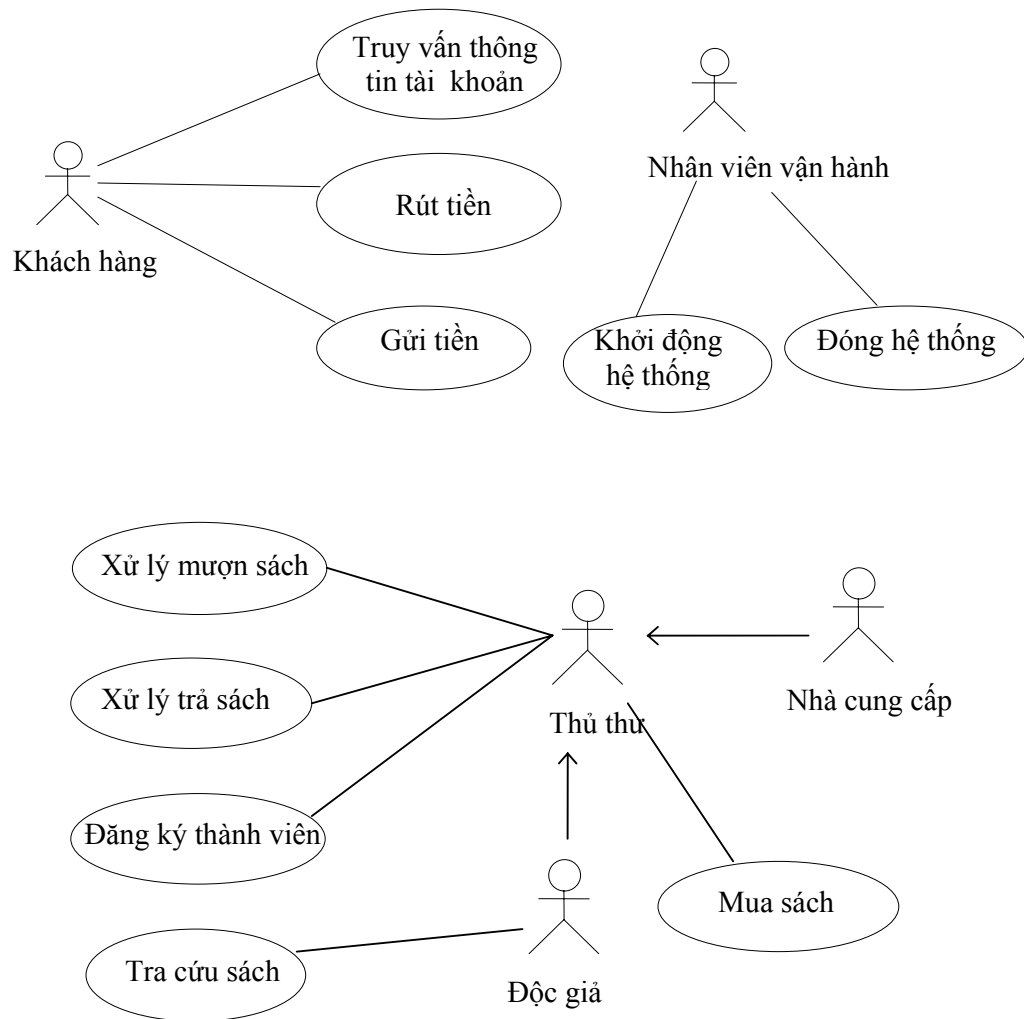 Truy vấn thông
tin tài khoản
Nhân viên vận hành
Rút tiền
Khách hàng
Gửi tiền
Khởi động
hệ thống
Đóng hệ thống
Xử lý mượn sách
Xử lý trả sách
Nhà cung cấp
Thủ thư
Đăng ký thành viên
Mua sách
Tra cứu sách
Độc giả